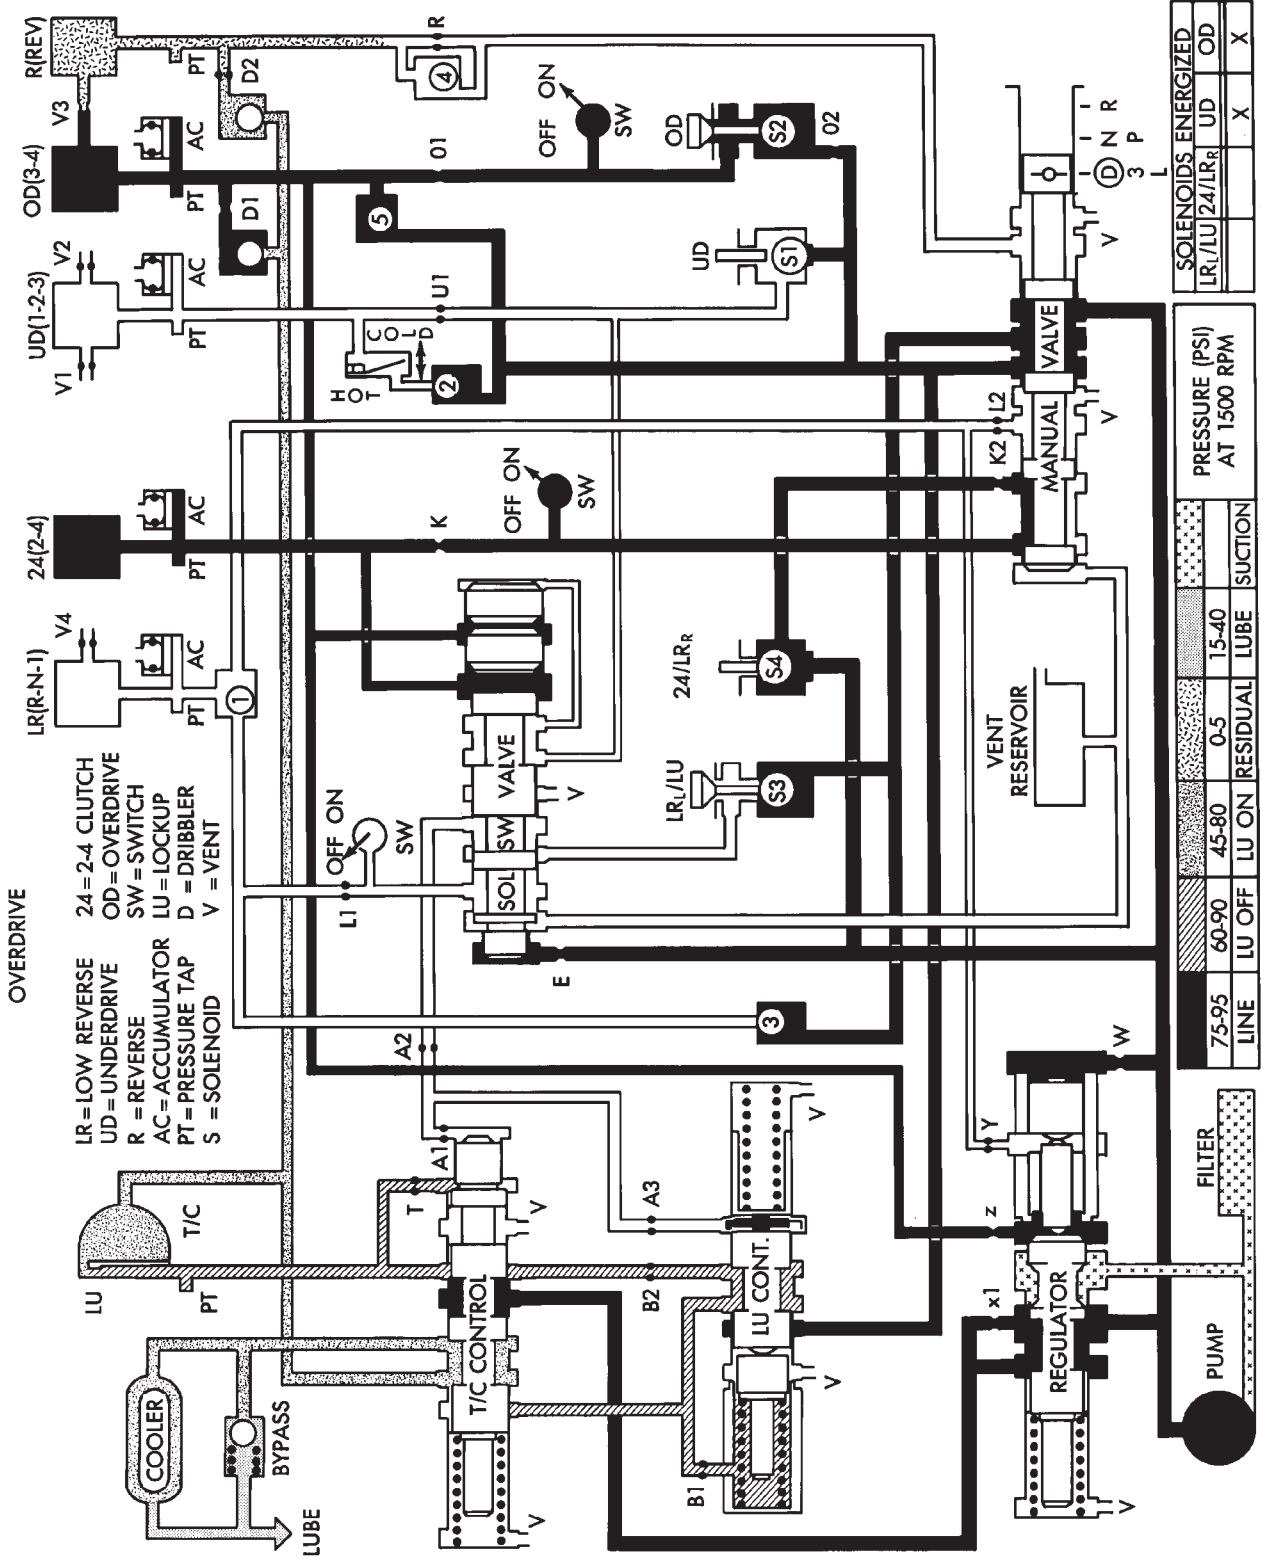 OVERDRIVE
LR = LOW REVERSE
UD = UNDERDRIVE
R = REVERSE
AC = ACCUMULATOR
PT = PRESSURE TAP
S = SOLENOID
24 = 2-4 CLUTCH
OD = OVERDRIVE
SW = SWITCH
LU = LOCKUP
D = DRIBBLER
V = VENT
LR(R-N-1)
V4
24(2-4)
V1
UD(1-2-3)
V2
OD(3-4)
V3
R(REV)
PT
AC
PT
AC
PT
AC
PT
AC
PT
D1
D2
1
LU
T/C
PT
COOLER
BYPASS
LUBE
T
A1
A2
L1
OFF ON
SW
K
OFF ON
SW
HOT
COLD
2
U1
5
01
OFF ON
SW
4
R
V
T/C CONTROL
V
E
SOL
SW
VALVE
V
B1
B2
A3
V
LU CONT.
V
3
LRL/LU
S3
24/LRR
S4
UD
S1
OD
S2
02
VENT
RESERVOIR
K2
L2
MANUAL
VALVE
V
V
D N R
3 P
L
V
REGULATOR
x1
z
Y
W
PUMP
FILTER
75-95
60-90
45-80
0-5
15-40
PRESSURE (PSI)
AT 1500 RPM
LINE
LU OFF
LU ON
RESIDUAL
LUBE
SUCTION
SOLENOIDS ENERGIZED
LRL/LU
24/LRR
UD
OD
X
X